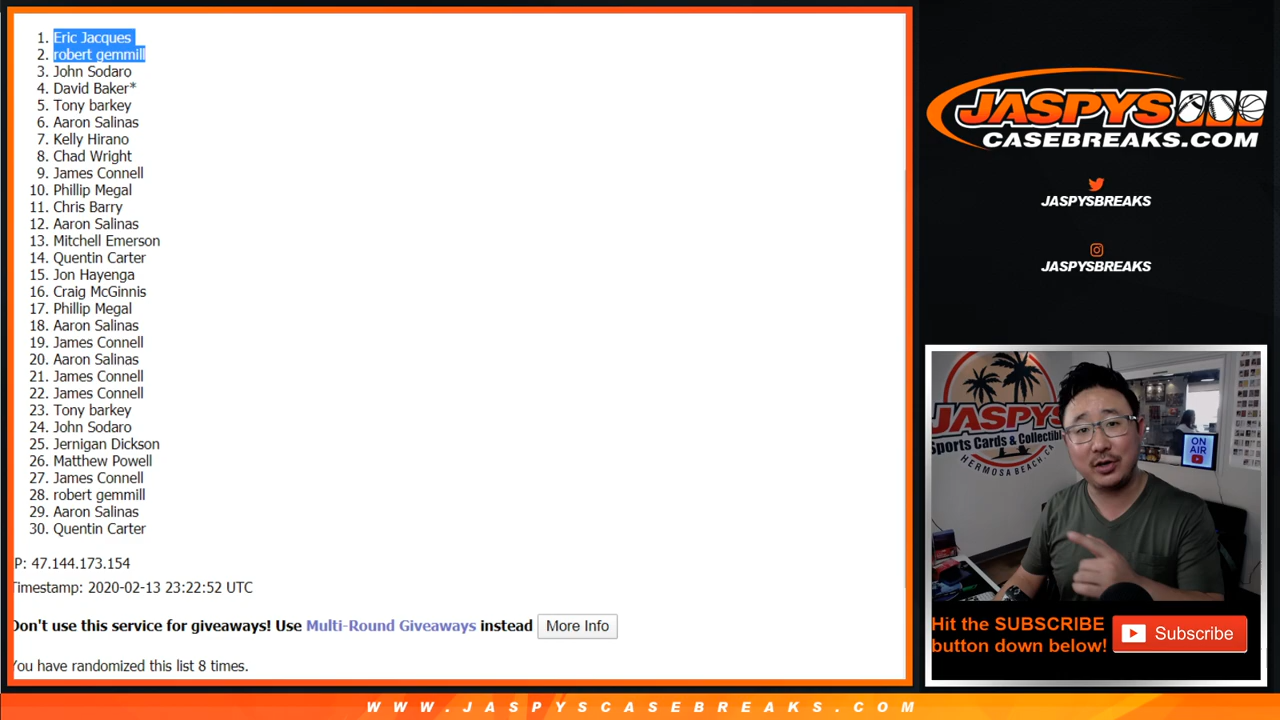 1. Eric Jacques
2. robert gemmill
3. John Sodaro
4. David Baker*
5. Tony barkey
6. Aaron Salinas
7. Kelly Hirano
8. Chad Wright
9. James Connell
10. Phillip Megal
11. Chris Barry
12. Aaron Salinas
13. Mitchell Emerson
14. Quentin Carter
15. Jon Hayenga
16. Craig McGinnis
17. Phillip Megal
18. Aaron Salinas
19. James Connell
20. Aaron Salinas
21. James Connell
22. James Connell
23. Tony barkey
24. John Sodaro
25. Jernigan Dickson
26. Matthew Powell
27. James Connell
28. robert gemmill
29. Aaron Salinas
30. Quentin Carter
P: 47.144.173.154
Timestamp: 2020-02-13 23:22:52 UTC
Don't use this service for giveaways! Use Multi-Round Giveaways instead More Info
You have randomized this list 8 times.
JASPYS
CASEBREAKS.COM
JASPYSBREAKS
JASPYSBREAKS
JASPYS
Sports Cards & Collectibl
HERMOSA BEACH, CA
ON
AIR
Hit the SUBSCRIBE
button down below!
Subscribe
WWW.JASPYSCASEBREAKS.COM